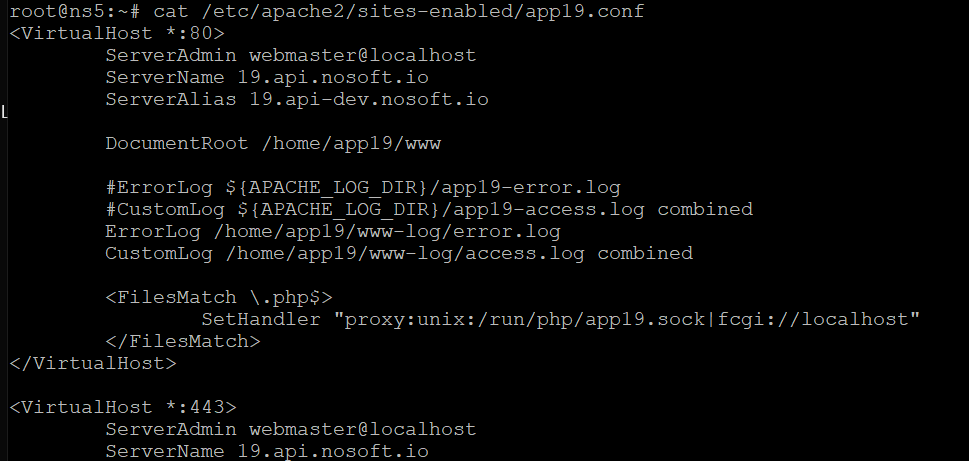 root@ns5:~# cat /etc/apache2/sites-enabled/app19.conf
<VirtualHost *:80>
        ServerAdmin webmaster@localhost
        ServerName 19.api.nosoft.io
        ServerAlias 19.api-dev.nosoft.io

        DocumentRoot /home/app19/www

        #ErrorLog ${APACHE_LOG_DIR}/app19-error.log
        #CustomLog ${APACHE_LOG_DIR}/app19-access.log combined
        ErrorLog /home/app19/www-log/error.log
        CustomLog /home/app19/www-log/access.log combined

        <FilesMatch \.php$>
                SetHandler "proxy:unix:/run/php/app19.sock|fcgi://localhost"
        </FilesMatch>
</VirtualHost>

<VirtualHost *:443>
        ServerAdmin webmaster@localhost
        ServerName 19.api.nosoft.io